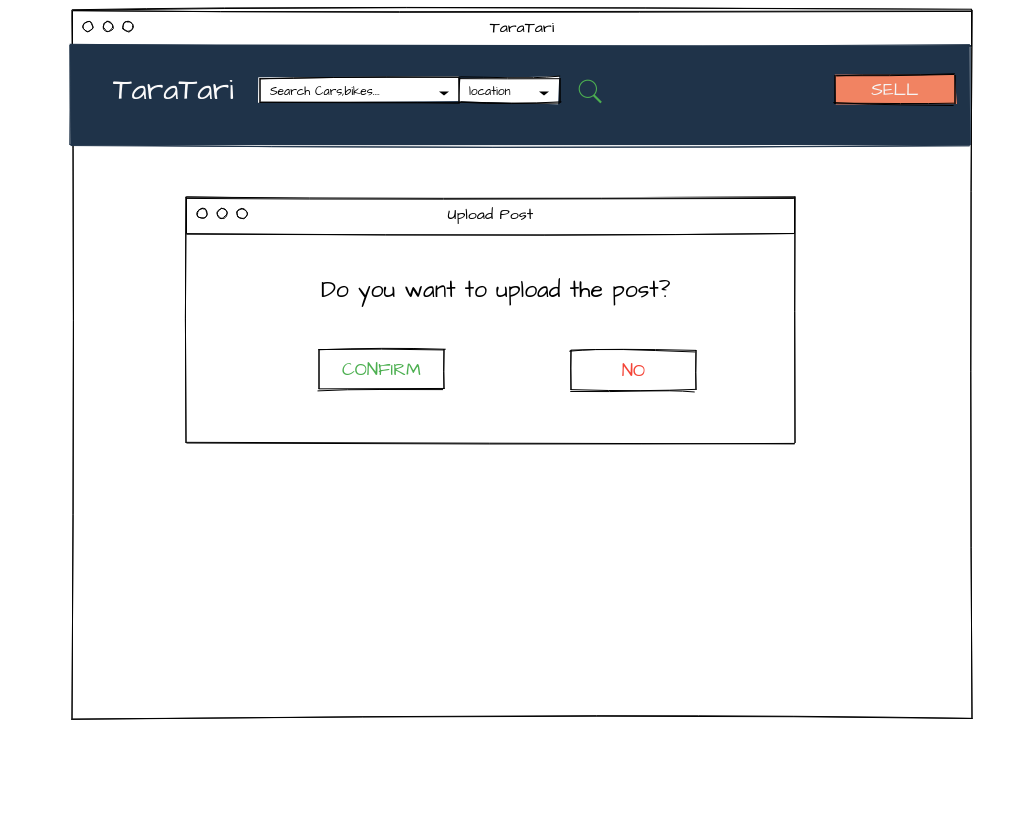 TaraTari
TaraTari
Search Cars,bikes...
location
SELL
Upload Post
Do you want to upload the post?
CONFIRM
NO